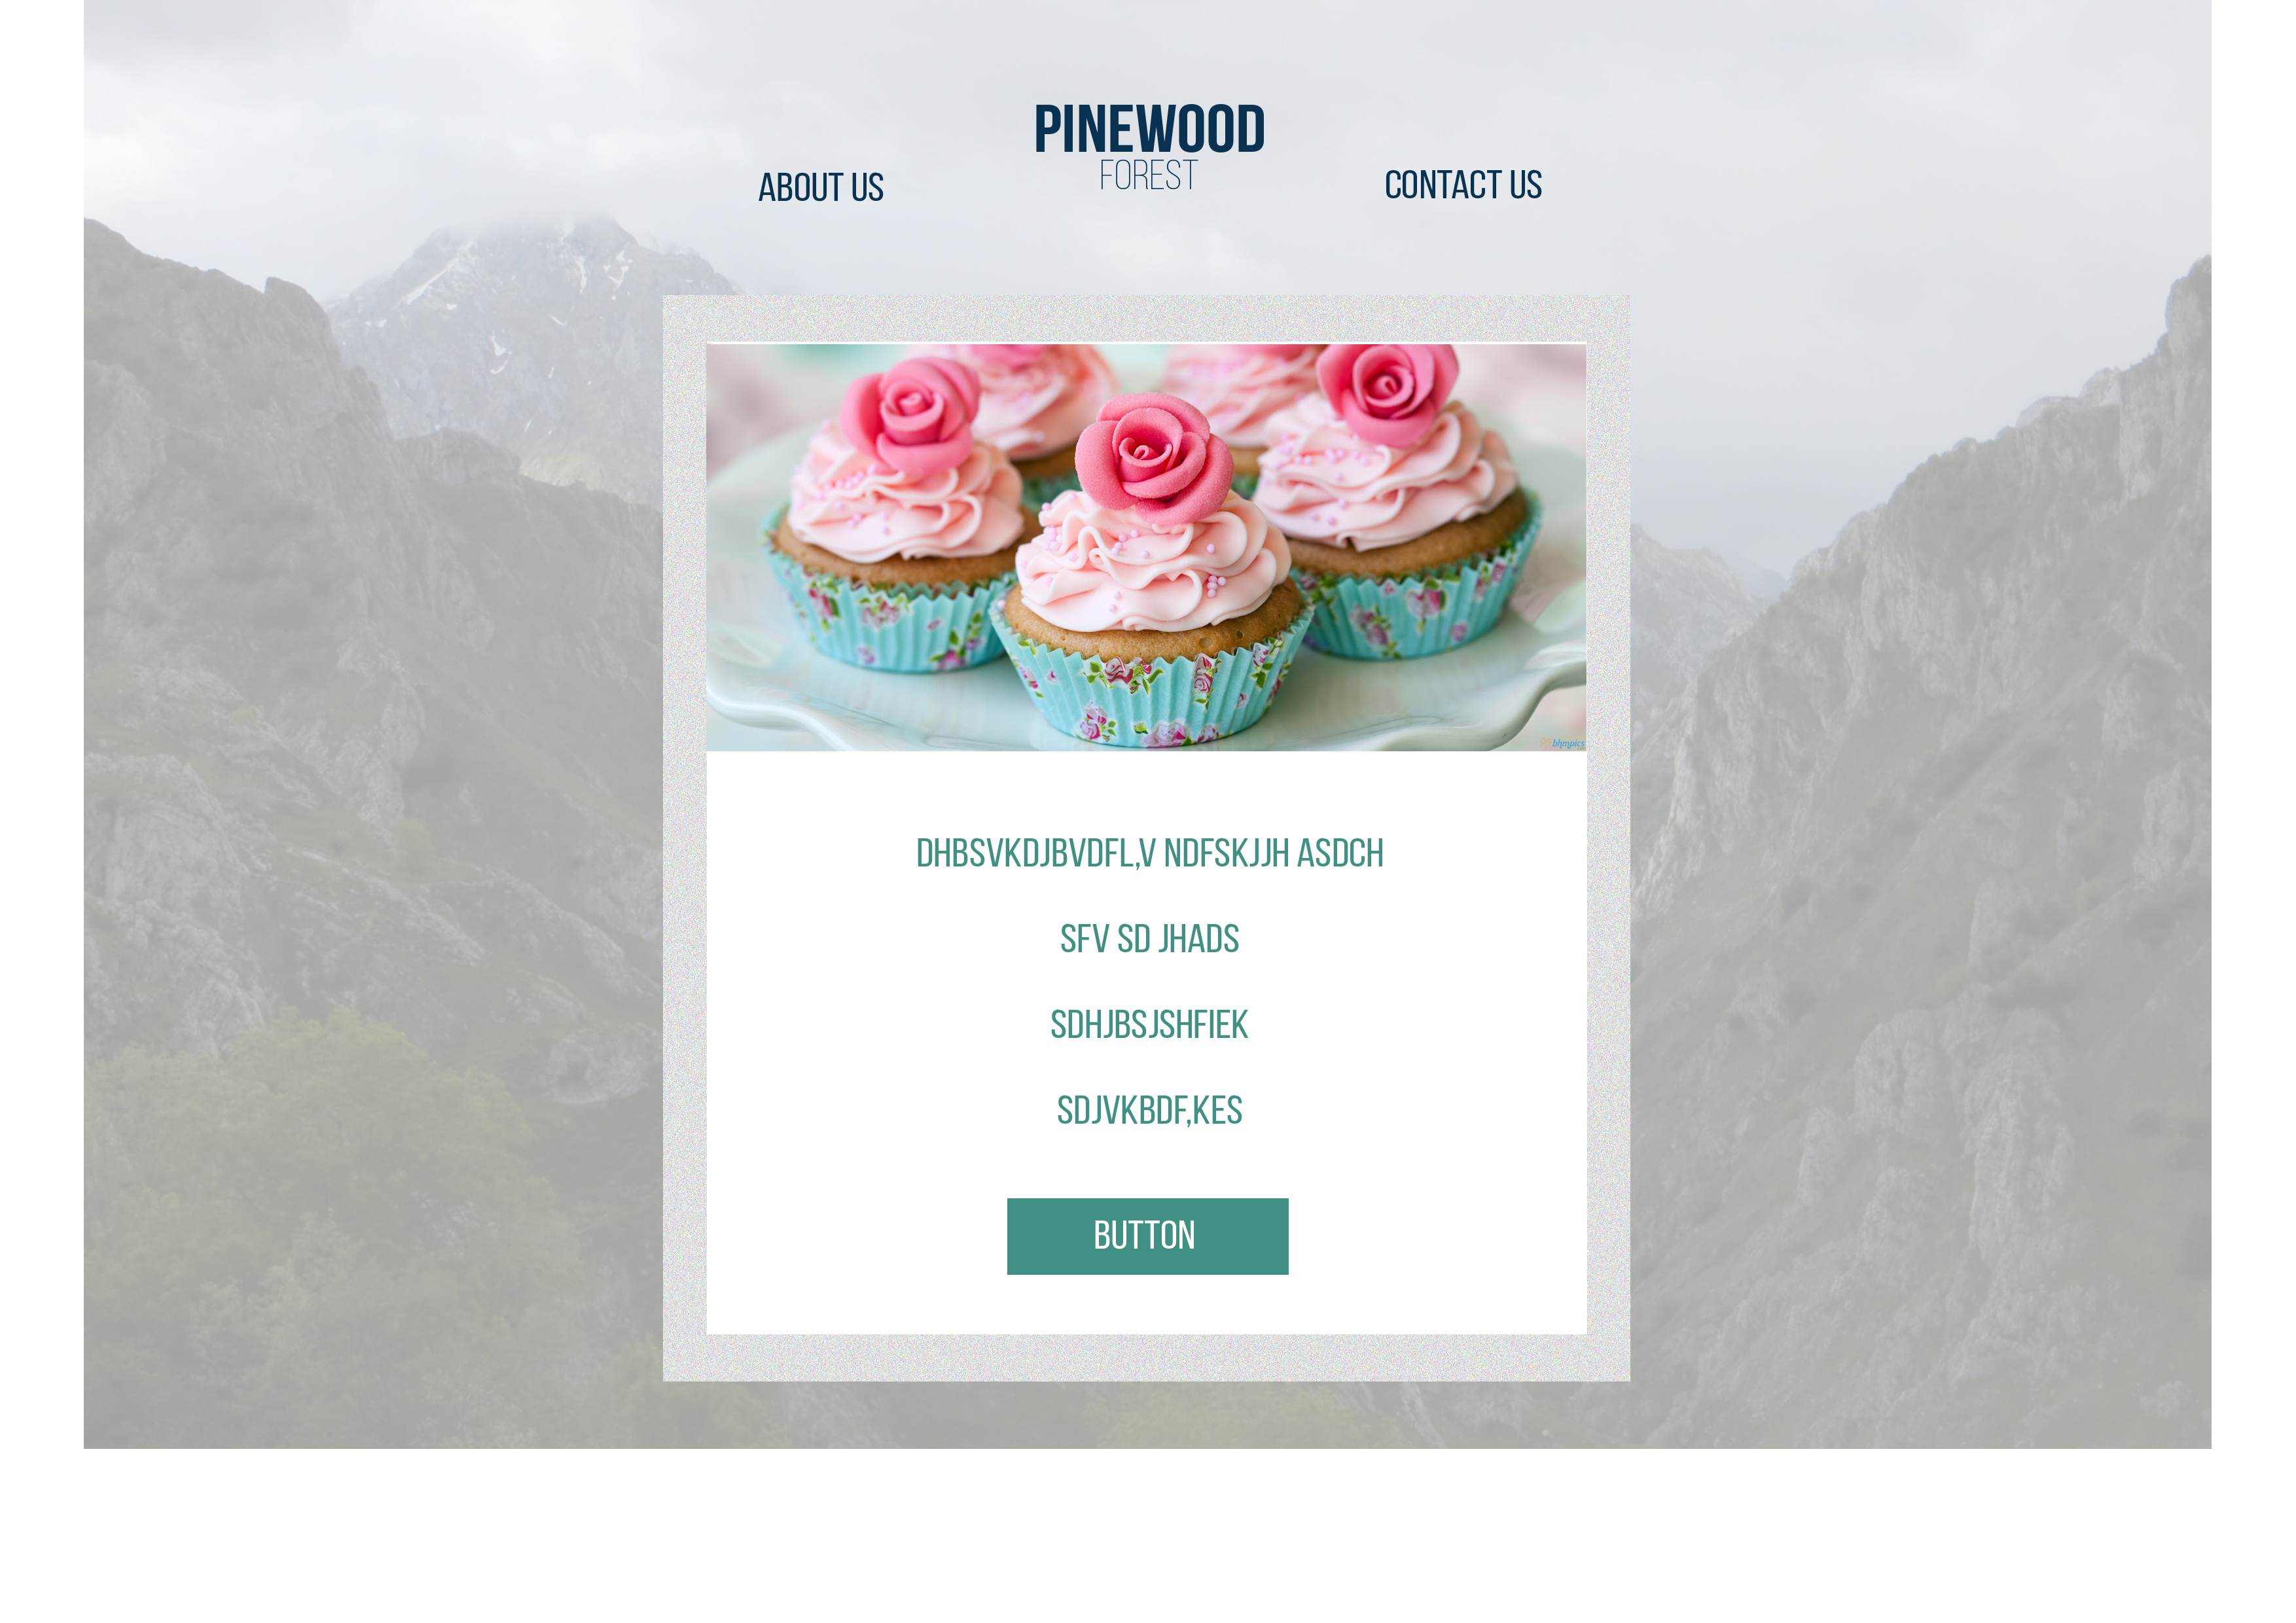 PINEWOOD
FOREST
ABOUT US
CONTACT US
DHBSVKDJBVDFL,V NDFSKJJH ASDCH
SFV SD JHADS
SDHJBSJSHFIEK
SDJVKBDF,KES
BUTTON